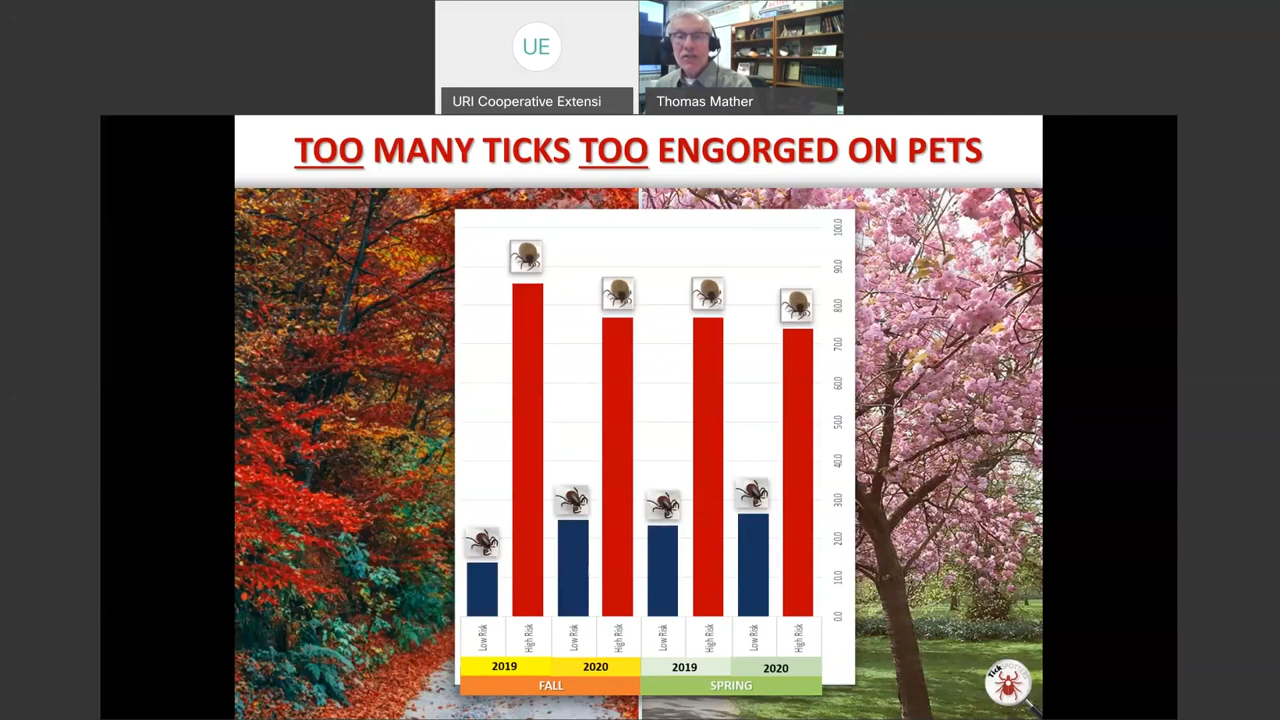 UE
URI Cooperative Extensi
Thomas Mather
TOO MANY TICKS TOO ENGORGED ON PETS
100.0
90.0
80.0
70.0
60.0
50.0
40.0
30.0
20.0
10.0
0.0
Low Risk
High Risk
Low Risk
High Risk
Low Risk
High Risk
Low Risk
High Risk
2019
2020
2019
2020
FALL
SPRING